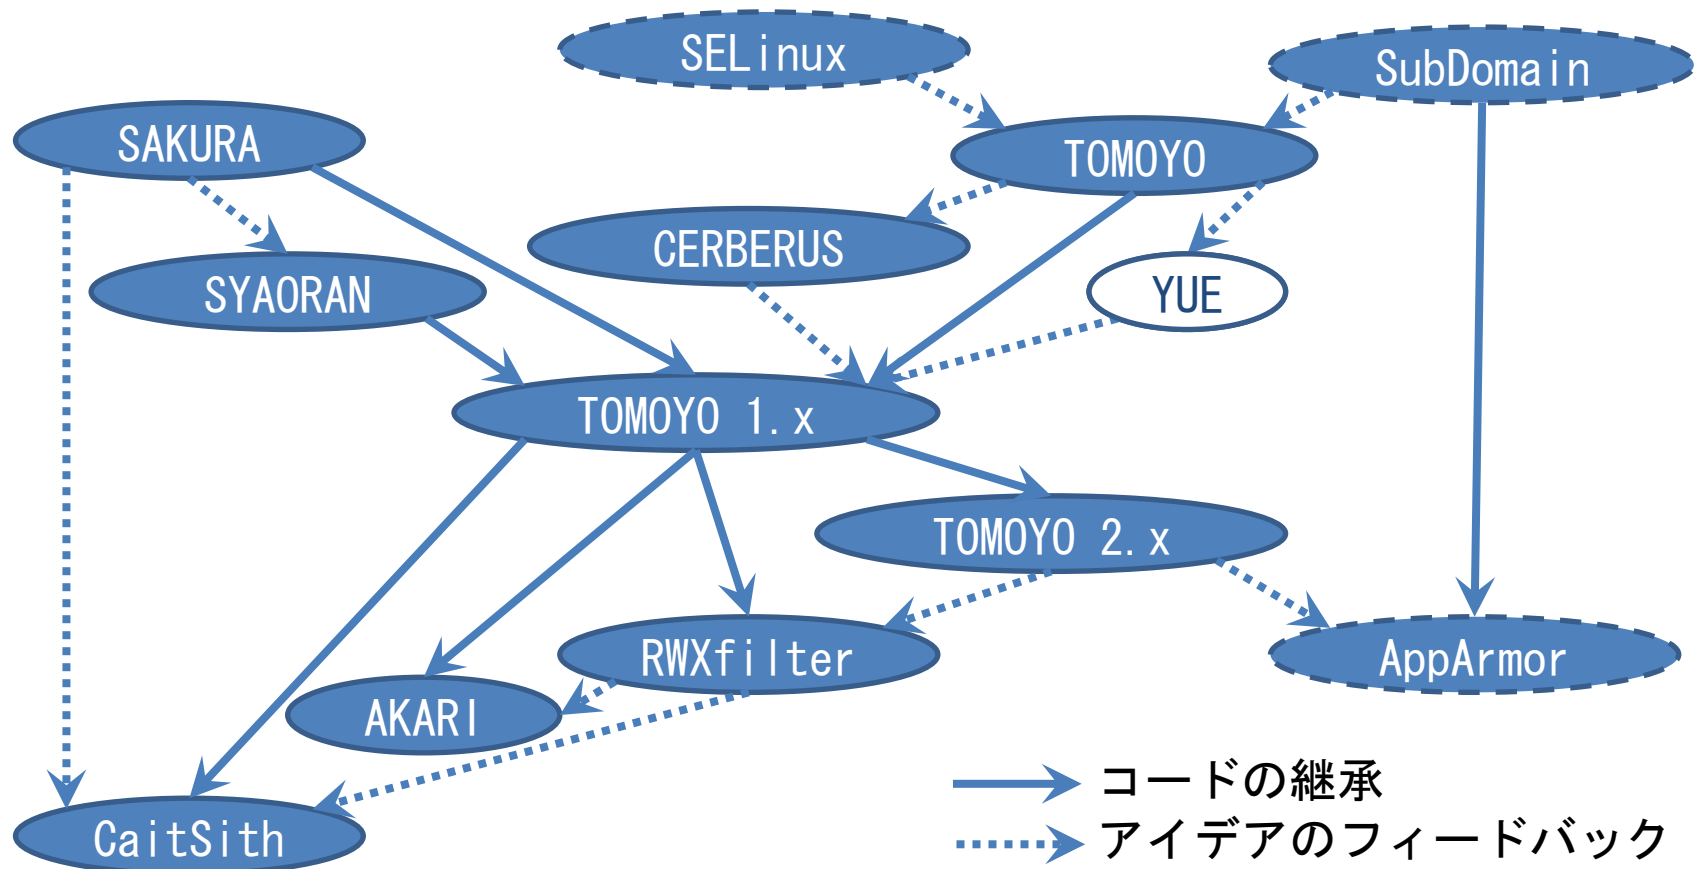 SELinux
SubDomain
SAKURA
TOMOYO
CERBERUS
SYAORAN
YUE
TOMOYO 1.x
TOMOYO 2.x
RWXfilter
AppArmor
AKARI
CaitSith
コードの継承
アイデアのフィードバック